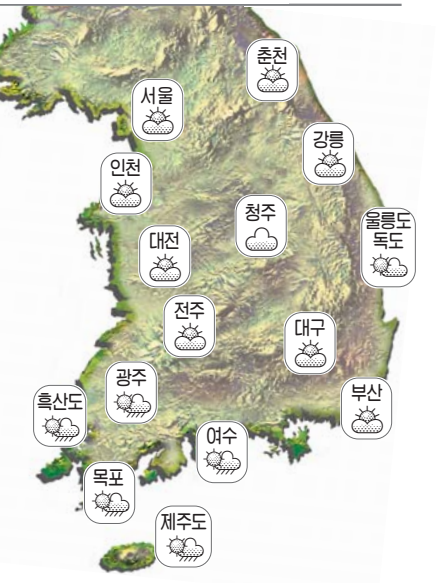 춘천
서울
강릉
인천
청주
울릉도
독도
대전
전주
대구
광주
부산
흑산도
여수
목포
제주도